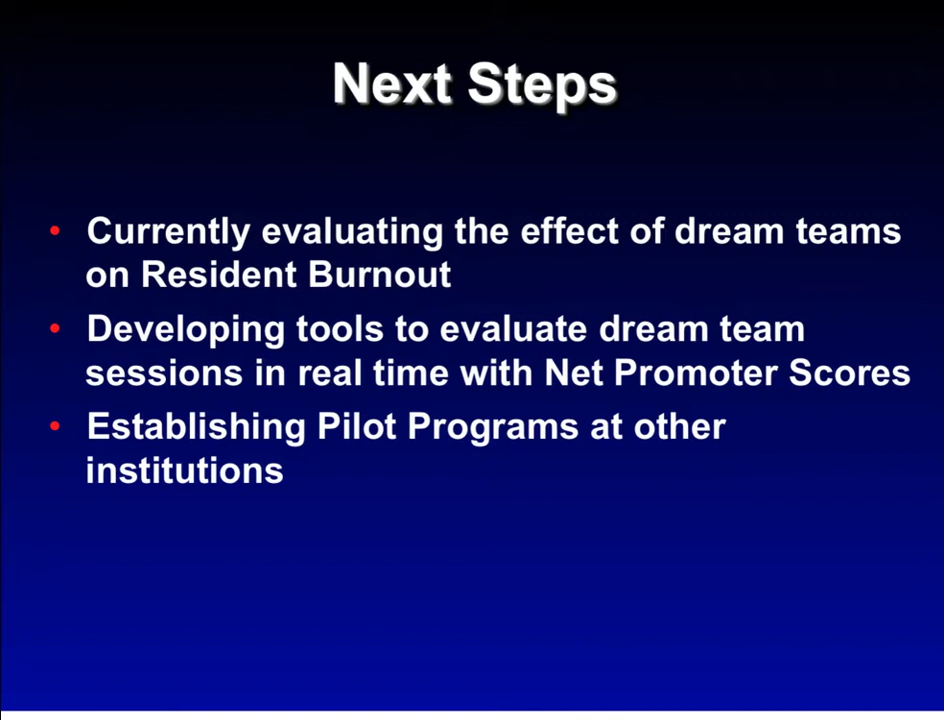 Next Steps
• Currently evaluating the effect of dream teams
on Resident Burnout
• Developing tools to evaluate dream team
sessions in real time with Net Promoter Scores
• Establishing Pilot Programs at other
institutions